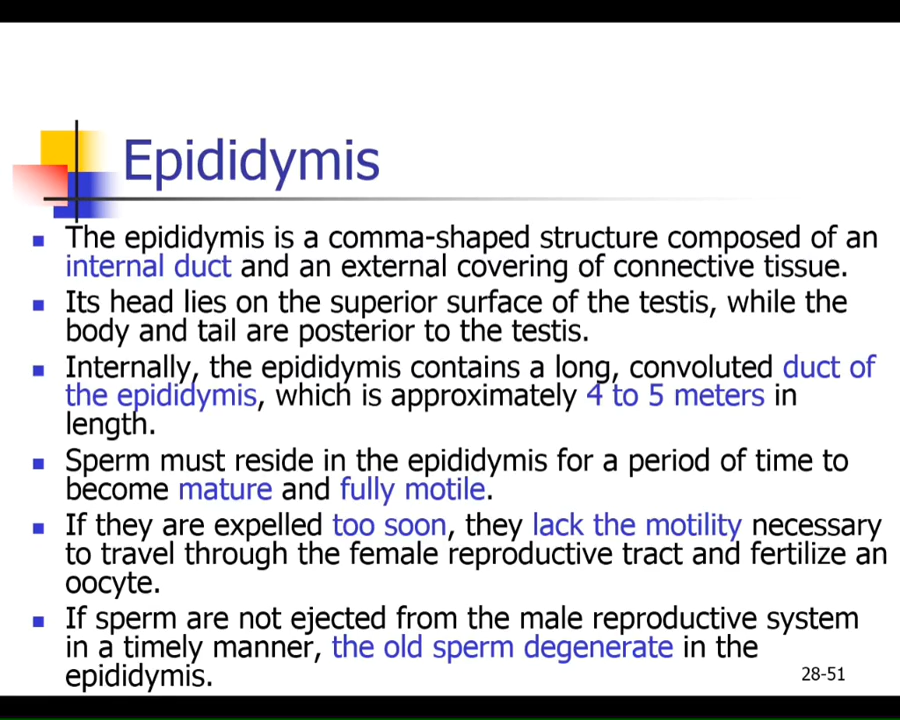 Epididymis
The epididymis is a comma-shaped structure composed of an
internal duct and an external covering of connective tissue.
Its head lies on the superior surface of the testis, while the
body and tail are posterior to the testis.
Internally, the epididymis contains a long, convoluted duct of
the epididymis, which is approximately 4 to 5 meters in
length.
Sperm must reside in the epididymis for a period of time to
become mature and fully motile.
If they are expelled too soon, they lack the motility necessary
to travel through the female reproductive tract and fertilize an
oocyte.
If sperm are not ejected from the male reproductive system
in a timely manner, the old sperm degenerate in the
epididymis.
28-51